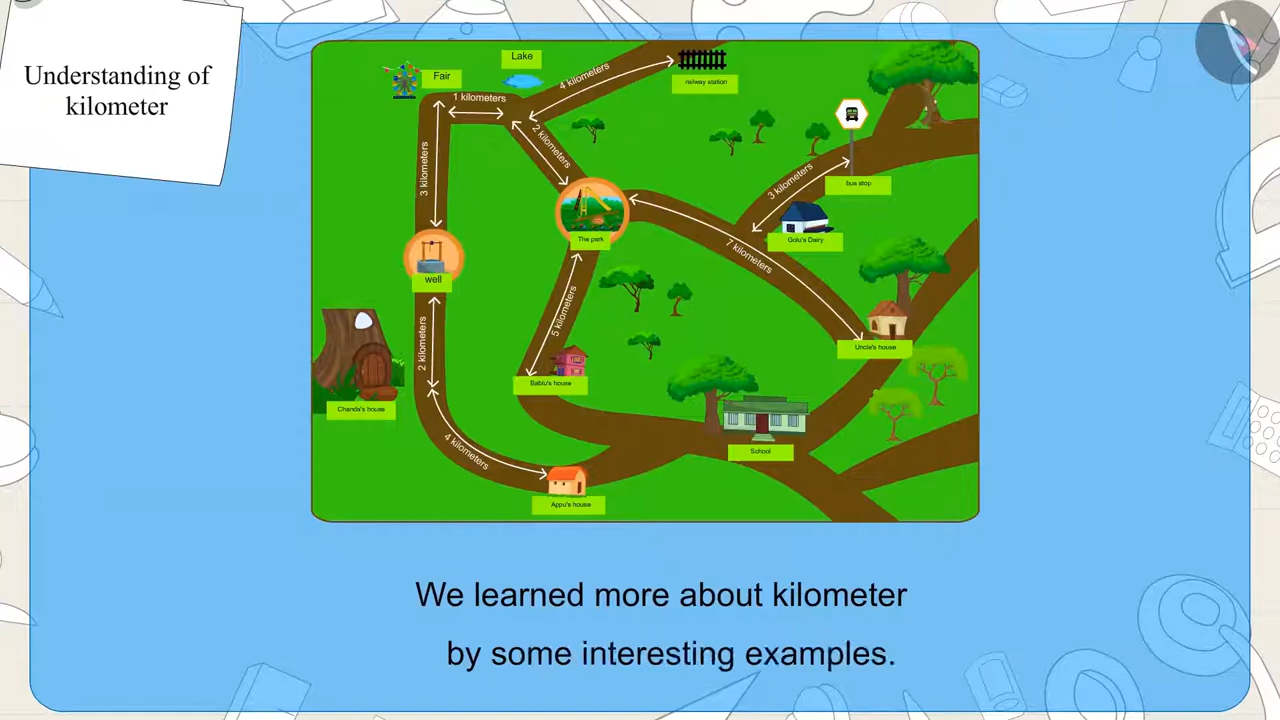 Understanding of
kilometer
Fair
Lake
4 kilometers
railway station
1 kilometers
2 kilometers
3 kilometers
3 kilometers
bus stop
The park
Golu's Dairy
7 kilometers
well
5 kilometers
2 kilometers
Uncle's house
Bablu's house
Chanda's house
4 kilometers
School
Appu's house
We learned more about kilometer
by some interesting examples.